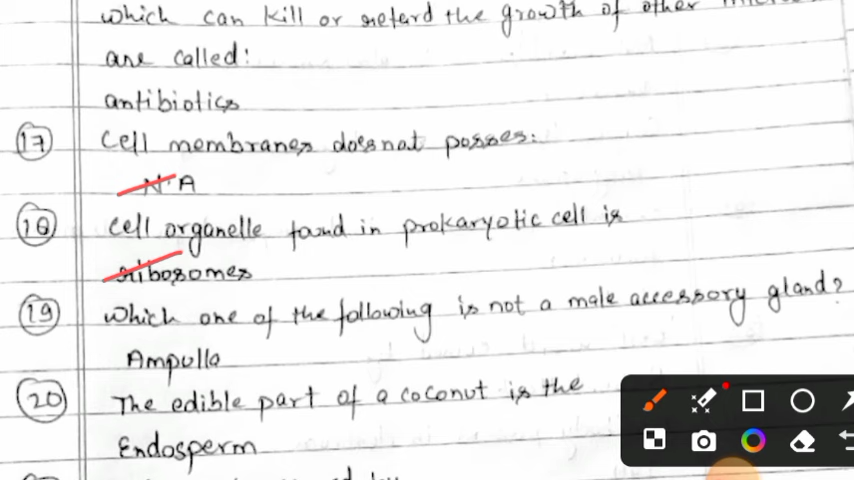 which can kill or retard the growth of other
are called:
antibiotics
17 Cell membranes does not posses:
N'A
18 Cell organelle found in prokaryotic cell is
ribosomes
19 Which one of the following is not a male accessory gland?
Ampulla
20 The edible part of a coconut is the
Endosperm